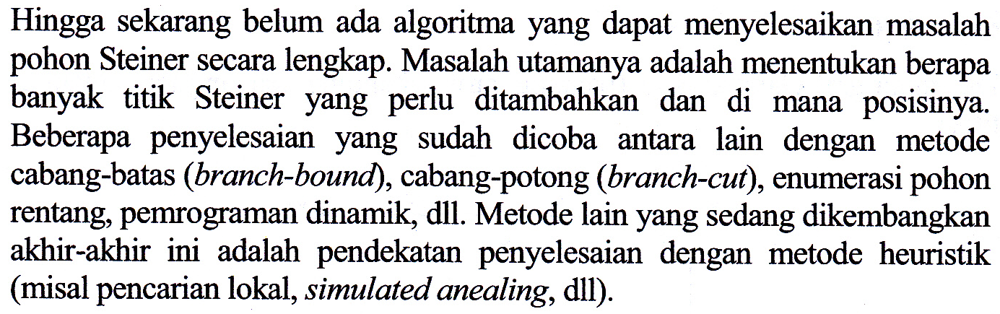 Hingga sekarang belum ada algoritma yang dapat menyelesaikan masalah
pohon Steiner secara lengkap. Masalah utamanya adalah menentukan berapa
banyak titik Steiner yang perlu ditambahkan dan di mana posisinya.
Beberapa penyelesaian yang sudah dicoba antara lain dengan metode
cabang-batas (branch-bound), cabang-potong (branch-cut), enumerasi pohon
rentang, pemrograman dinamik, dll. Metode lain yang sedang dikembangkan
akhir-akhir ini adalah pendekatan penyelesaian dengan metode heuristik
(misal pencarian lokal, simulated anealing, dll).